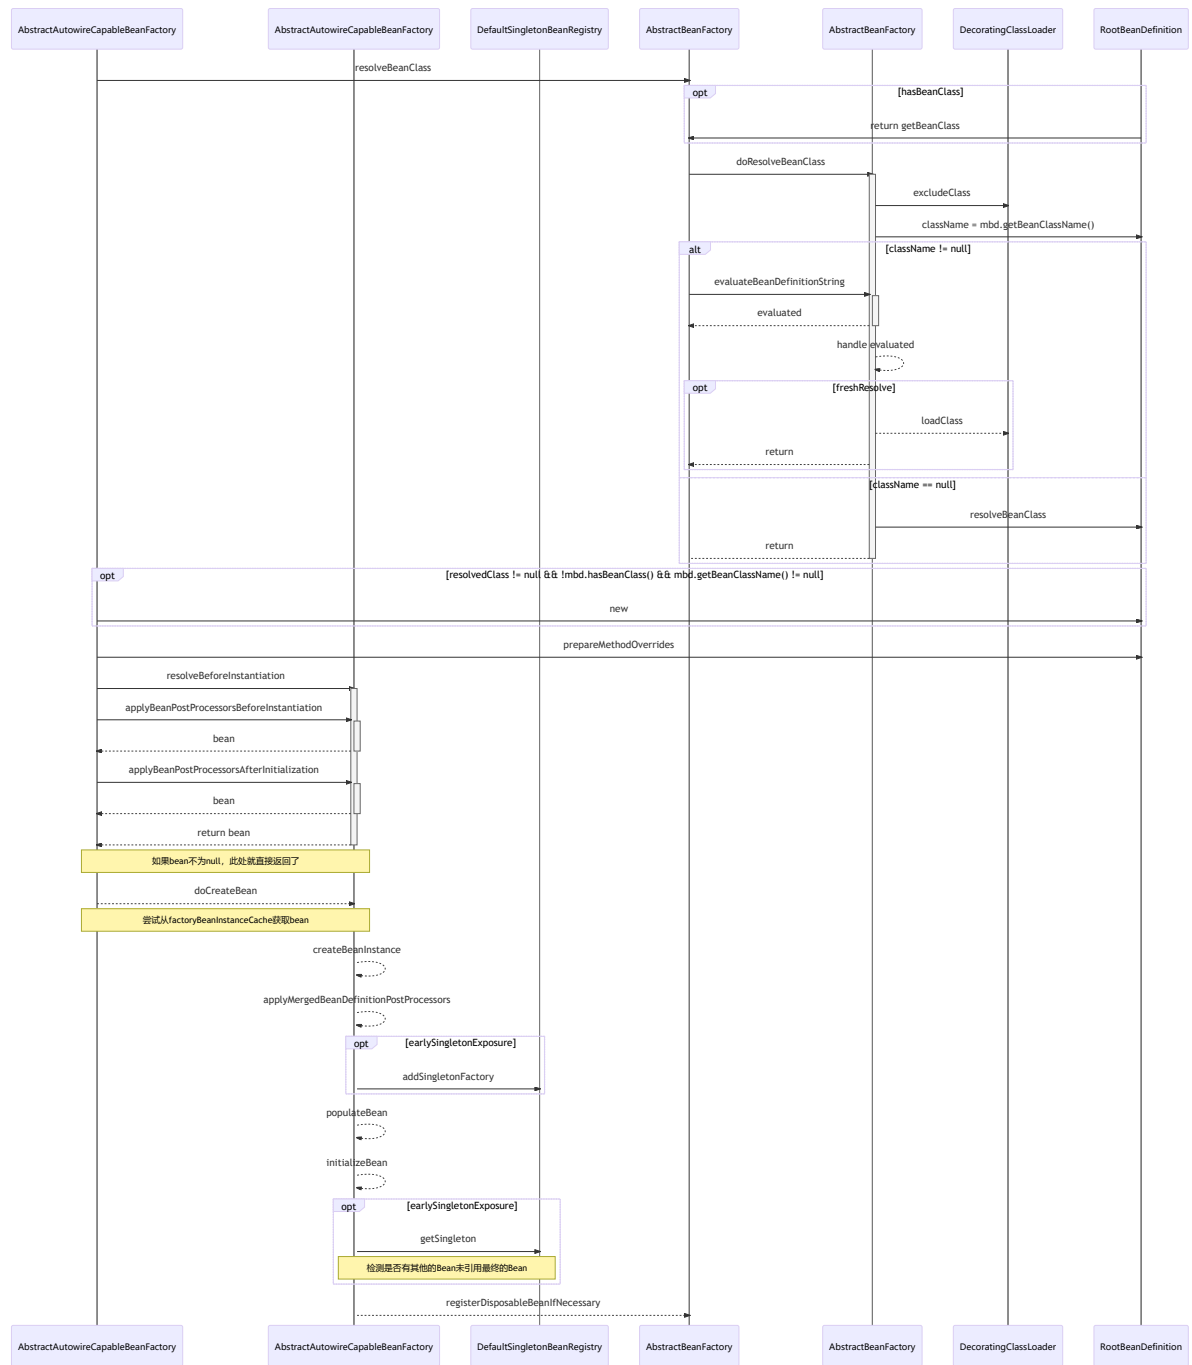 AbstractAutowireCapableBeanFactory
AbstractAutowireCapableBeanFactory
DefaultSingletonBeanRegistry
AbstractBeanFactory
AbstractBeanFactory
DecoratingClassLoader
RootBeanDefinition
resolveBeanClass
opt
[hasBeanClass]
return getBeanClass
doResolveBeanClass
excludeClass
className = mbd.getBeanClassName()
alt
[className != null]
evaluateBeanDefinitionString
evaluated
handle evaluated
opt
[freshResolve]
loadClass
return
[className == null]
resolveBeanClass
return
opt
[resolvedClass != null && !mbd.hasBeanClass() && mbd.getBeanClassName() != null]
new
prepareMethodOverrides
resolveBeforeInstantiation
applyBeanPostProcessorsBeforeInstantiation
bean
applyBeanPostProcessorsAfterInitialization
bean
return bean
如果bean不为null，此处就直接返回了
doCreateBean
尝试从factoryBeanInstanceCache获取bean
createBeanInstance
applyMergedBeanDefinitionPostProcessors
opt
[earlySingletonExposure]
addSingletonFactory
populateBean
initializeBean
opt
[earlySingletonExposure]
getSingleton
检测是否有其他的Bean未引用最终的Bean
registerDisposableBeanIfNecessary
AbstractAutowireCapableBeanFactory
AbstractAutowireCapableBeanFactory
DefaultSingletonBeanRegistry
AbstractBeanFactory
AbstractBeanFactory
DecoratingClassLoader
RootBeanDefinition